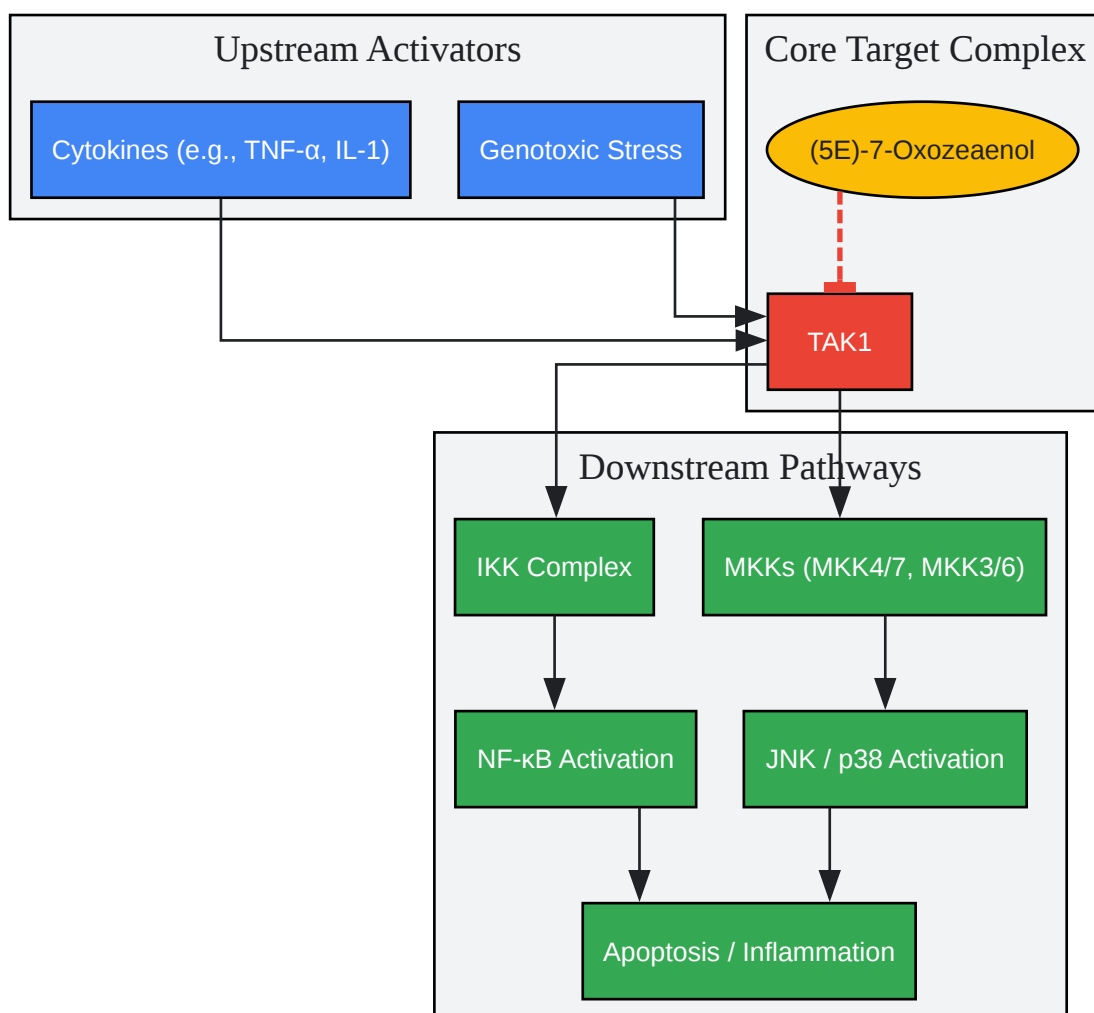 Upstream Activators
Core Target Complex
Cytokines (e.g., TNF-α, IL-1)
Genotoxic Stress
(5E)-7-Oxozeaenol
TAK1
Downstream Pathways
IKK Complex
MKKs (MKK4/7, MKK3/6)
NF-κB Activation
JNK / p38 Activation
Apoptosis / Inflammation